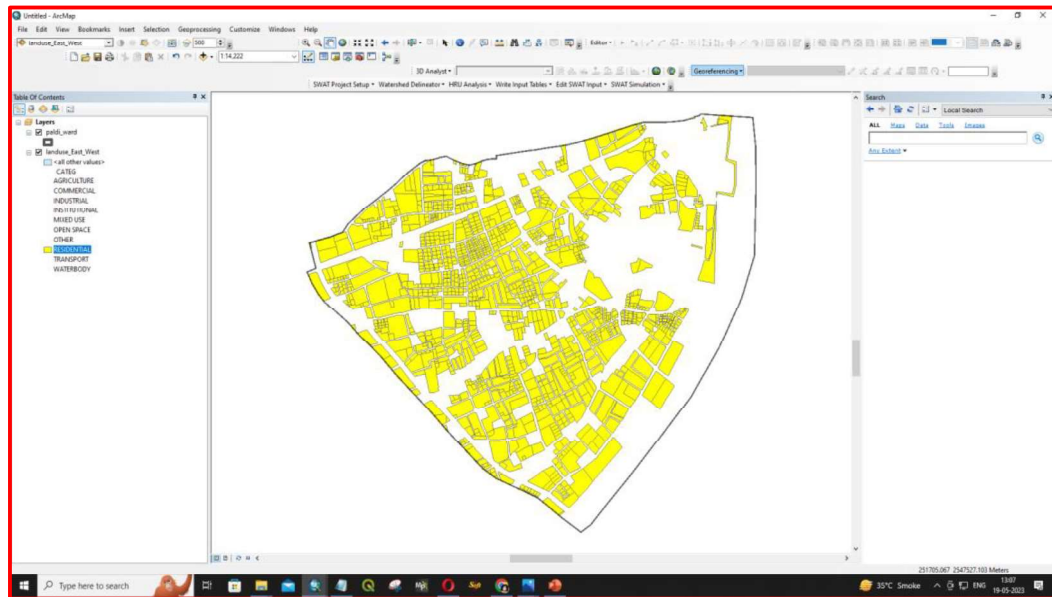 Untitled - ArcMap
File Edit View Bookmarks Insert Selection Geoprocessing Customize Windows Help
landuse_East_West 500 Editor
1:14,222
3D Analyst Georeferencing
SWAT Project Setup Watershed Delineator HRU Analysis Write Input Tables Edit SWAT Input SWAT Simulation
Table Of Contents
Layers
paldi_ward
landuse_East_West
<all other values>
CATEG
AGRICULTURE
COMMERCIAL
INDUSTRIAL
INSTITUTIONAL
MIXED USE
OPEN SPACE
OTHER
RESIDENTIAL
TRANSPORT
WATERBODY
Search
Local Search
ALL Maps Data Tools Images
Any Extent
251705.067 2547527.103 Meters
Type here to search
35°C Smoke ENG
13:07
19-05-2023